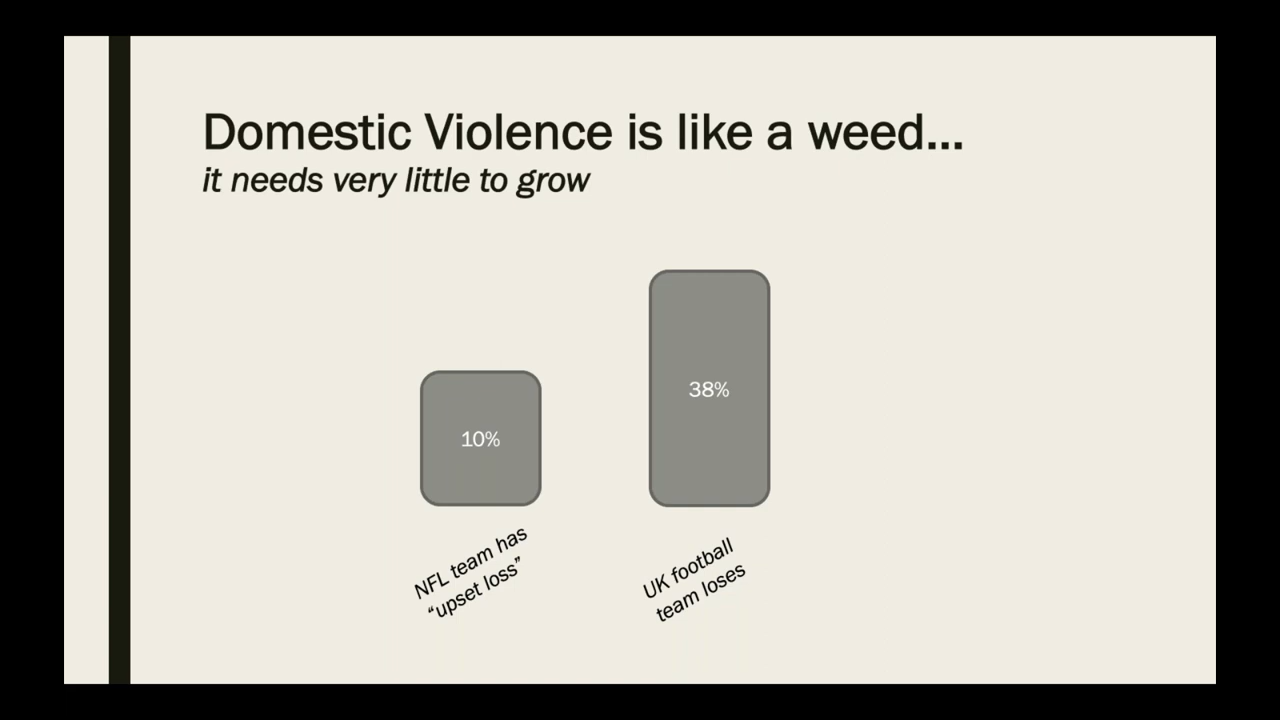 Domestic Violence is like a weed...
it needs very little to grow
10%
38%
NFL team has
“upset loss”
UK football
team loses